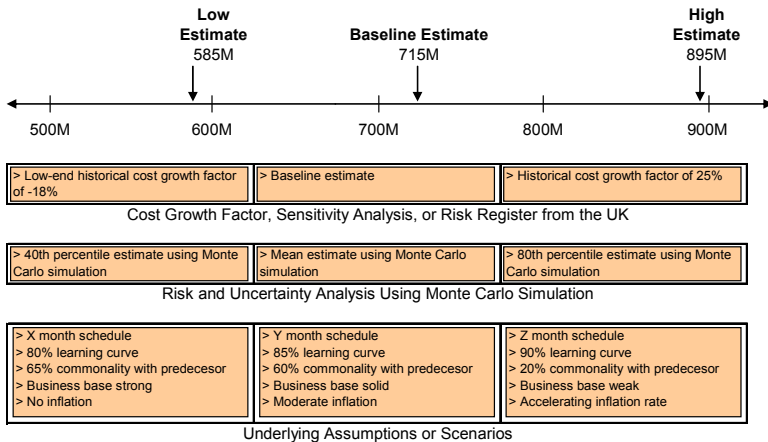 Low
Estimate
585M
Baseline Estimate
715M
High
Estimate
895M
500M
600M
700M
800M
900M
> Low-end historical cost growth factor
of -18%
> Baseline estimate
> Historical cost growth factor of 25%
Cost Growth Factor, Sensitivity Analysis, or Risk Register from the UK
> 40th percentile estimate using Monte
Carlo simulation
> Mean estimate using Monte Carlo
simulation
> 80th percentile estimate using Monte
Carlo simulation
Risk and Uncertainty Analysis Using Monte Carlo Simulation
> X month schedule
> 80% learning curve
> 65% commonality with predecesor
> Business base strong
> No inflation
> Y month schedule
> 85% learning curve
> 60% commonality with predecesor
> Business base solid
> Moderate inflation
> Z month schedule
> 90% learning curve
> 20% commonality with predecesor
> Business base weak
> Accelerating inflation rate
Underlying Assumptions or Scenarios